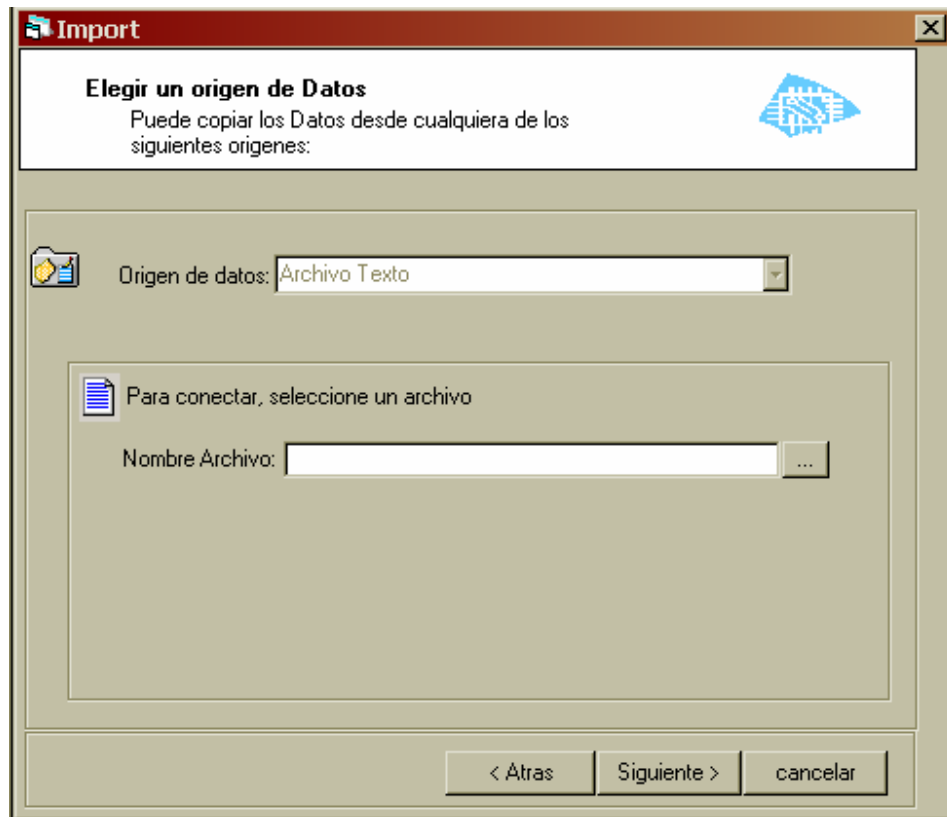 Import
Elegir un origen de Datos
Puede copiar los Datos desde cualquiera de los
siguientes origenes:
Origen de datos: Archivo Texto
Para conectar, seleccione un archivo
Nombre Archivo: ...
< Atras Siguiente > cancelar